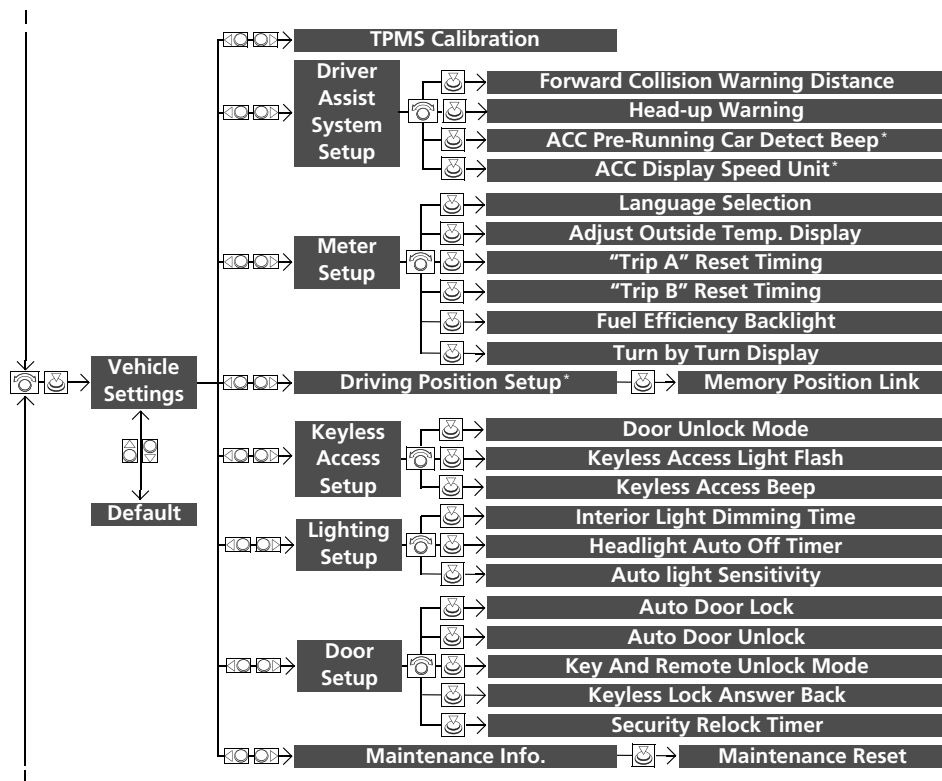 TPMS Calibration
Driver
Assist
System
Setup
Forward Collision Warning Distance
Head-up Warning
ACC Pre-Running Car Detect Beep*
ACC Display Speed Unit*
Meter
Setup
Language Selection
Adjust Outside Temp. Display
“Trip A” Reset Timing
“Trip B” Reset Timing
Fuel Efficiency Backlight
Turn by Turn Display
Vehicle
Settings
Default
Driving Position Setup*
Memory Position Link
Keyless
Access
Setup
Door Unlock Mode
Keyless Access Light Flash
Keyless Access Beep
Lighting
Setup
Interior Light Dimming Time
Headlight Auto Off Timer
Auto light Sensitivity
Door
Setup
Auto Door Lock
Auto Door Unlock
Key And Remote Unlock Mode
Keyless Lock Answer Back
Security Relock Timer
Maintenance Info.
Maintenance Reset